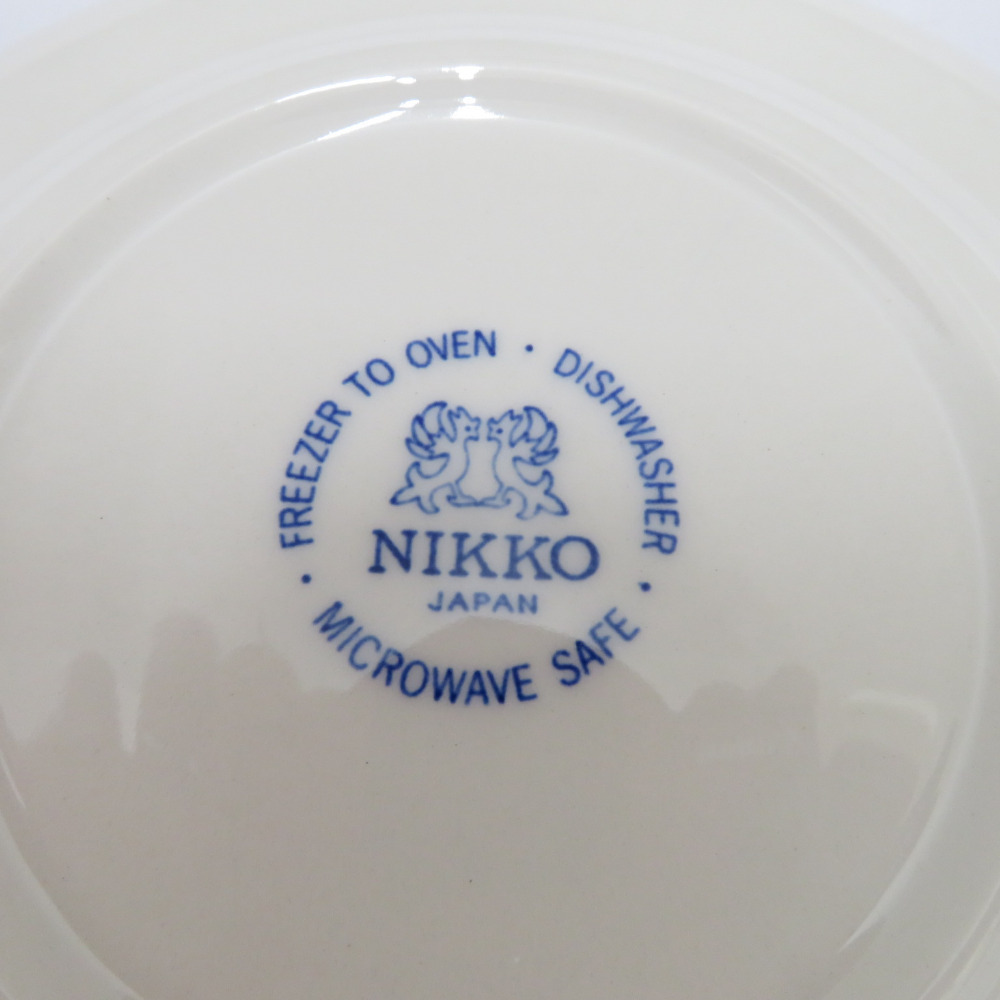 FREEZER TO OVEN · DISHWASHER · MICROWAVE SAFE ·
NIKKO
JAPAN